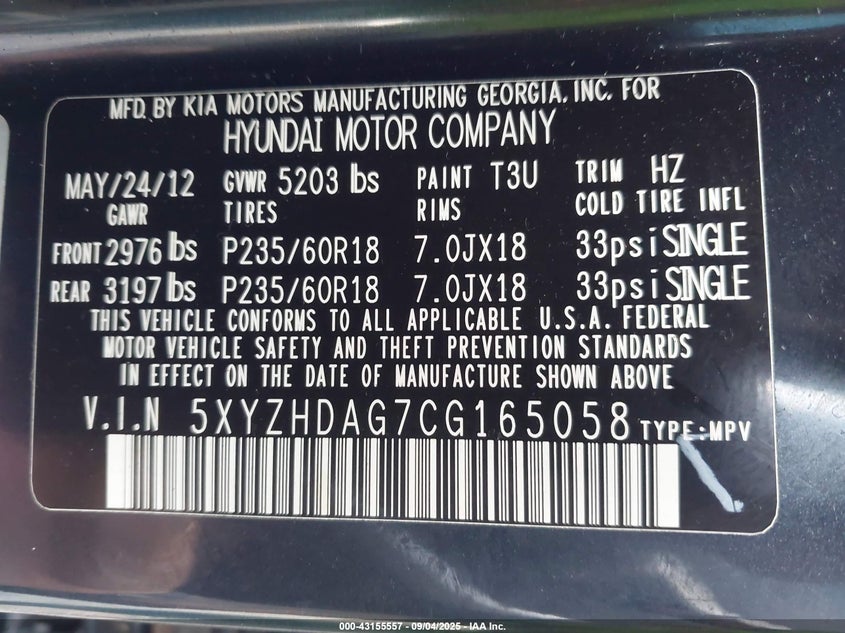 MFD. BY KIA MOTORS MANUFACTURING GEORGIA, INC. FOR
HYUNDAI MOTOR COMPANY
MAY/24/12 GVWR 5203 lbs PAINT T3U TRIM HZ
GAWR TIRES RIMS COLD TIRE INFL
FRONT 2976 lbs P235/60R18 7.0JX18 33psi SINGLE
REAR 3197 lbs P235/60R18 7.0JX18 33psi SINGLE
THIS VEHICLE CONFORMS TO ALL APPLICABLE U.S.A. FEDERAL
MOTOR VEHICLE SAFETY AND THEFT PREVENTION STANDARDS
IN EFFECT ON THE DATE OF MANUFACTURE SHOWN ABOVE
V.I.N 5XYZHDAG7CG165058 TYPE:MPV
000-43155557 - 09/04/2025 - IAA Inc.